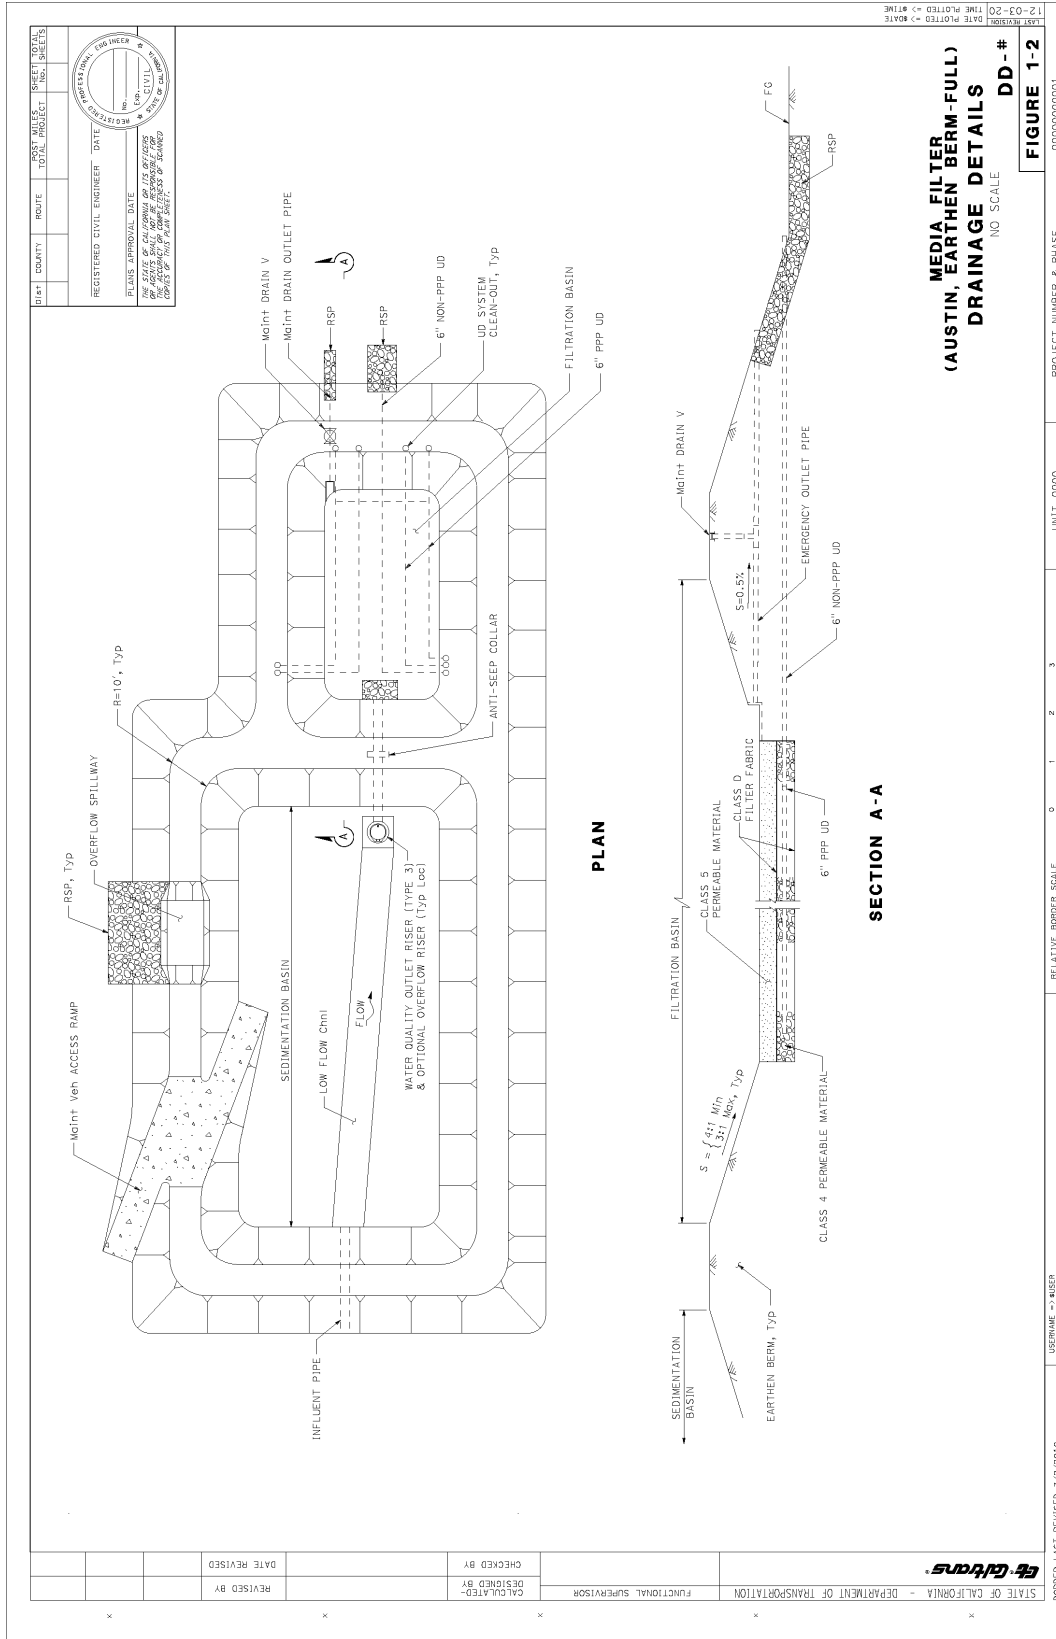 Dist
COUNTY
ROUTE
POST MILES
TOTAL PROJECT
SHEET
No.
TOTAL
SHEETS
REGISTERED CIVIL ENGINEER
DATE
PLANS APPROVAL DATE
THE STATE OF CALIFORNIA OR ITS OFFICERS
OR AGENTS SHALL NOT BE RESPONSIBLE FOR
THE ACCURACY OR COMPLETENESS OF SCANNED
COPIES OF THIS PLAN SHEET.
REGISTERED PROFESSIONAL ENGINEER
No.
Exp.
CIVIL
STATE OF CALIFORNIA
RSP, Typ
OVERFLOW SPILLWAY
Maint Veh ACCESS RAMP
R=10', Typ
Maint DRAIN V
Maint DRAIN OUTLET PIPE
A
RSP
RSP
6" NON-PPP UD
UD SYSTEM
CLEAN-OUT, Typ
FILTRATION BASIN
6" PPP UD
SEDIMENTATION BASIN
A
LOW FLOW Chnl
FLOW
WATER QUALITY OUTLET RISER (TYPE 3)
& OPTIONAL OVERFLOW RISER (Typ Loc)
ANTI-SEEP COLLAR
INFLUENT PIPE
PLAN
SEDIMENTATION
BASIN
FILTRATION BASIN
EARTHEN BERM, Typ
S = { 4:1 Min
3:1 Max, Typ
CLASS 5
PERMEABLE MATERIAL
CLASS D
FILTER FABRIC
S=0.5%
Maint DRAIN V
FG
RSP
EMERGENCY OUTLET PIPE
6" NON-PPP UD
6" PPP UD
CLASS 4 PERMEABLE MATERIAL
SECTION A-A
MEDIA FILTER
(AUSTIN, EARTHEN BERM-FULL)
DRAINAGE DETAILS
NO SCALE
DD-#
FIGURE 1-2
STATE OF CALIFORNIA - DEPARTMENT OF TRANSPORTATION
Caltrans
FUNCTIONAL SUPERVISOR
CALCULATED-
DESIGNED BY
CHECKED BY
REVISED BY
DATE REVISED
x
x
x
x
LAST REVISION
12-03-20
DATE PLOTTED => $DATE
TIME PLOTTED => $TIME
BORDER LAST REVISED 7/2/2010
USERNAME => $USER
RELATIVE BORDER SCALE
0
1
2
3
UNIT 0000
PROJECT NUMBER & PHASE
00000000001